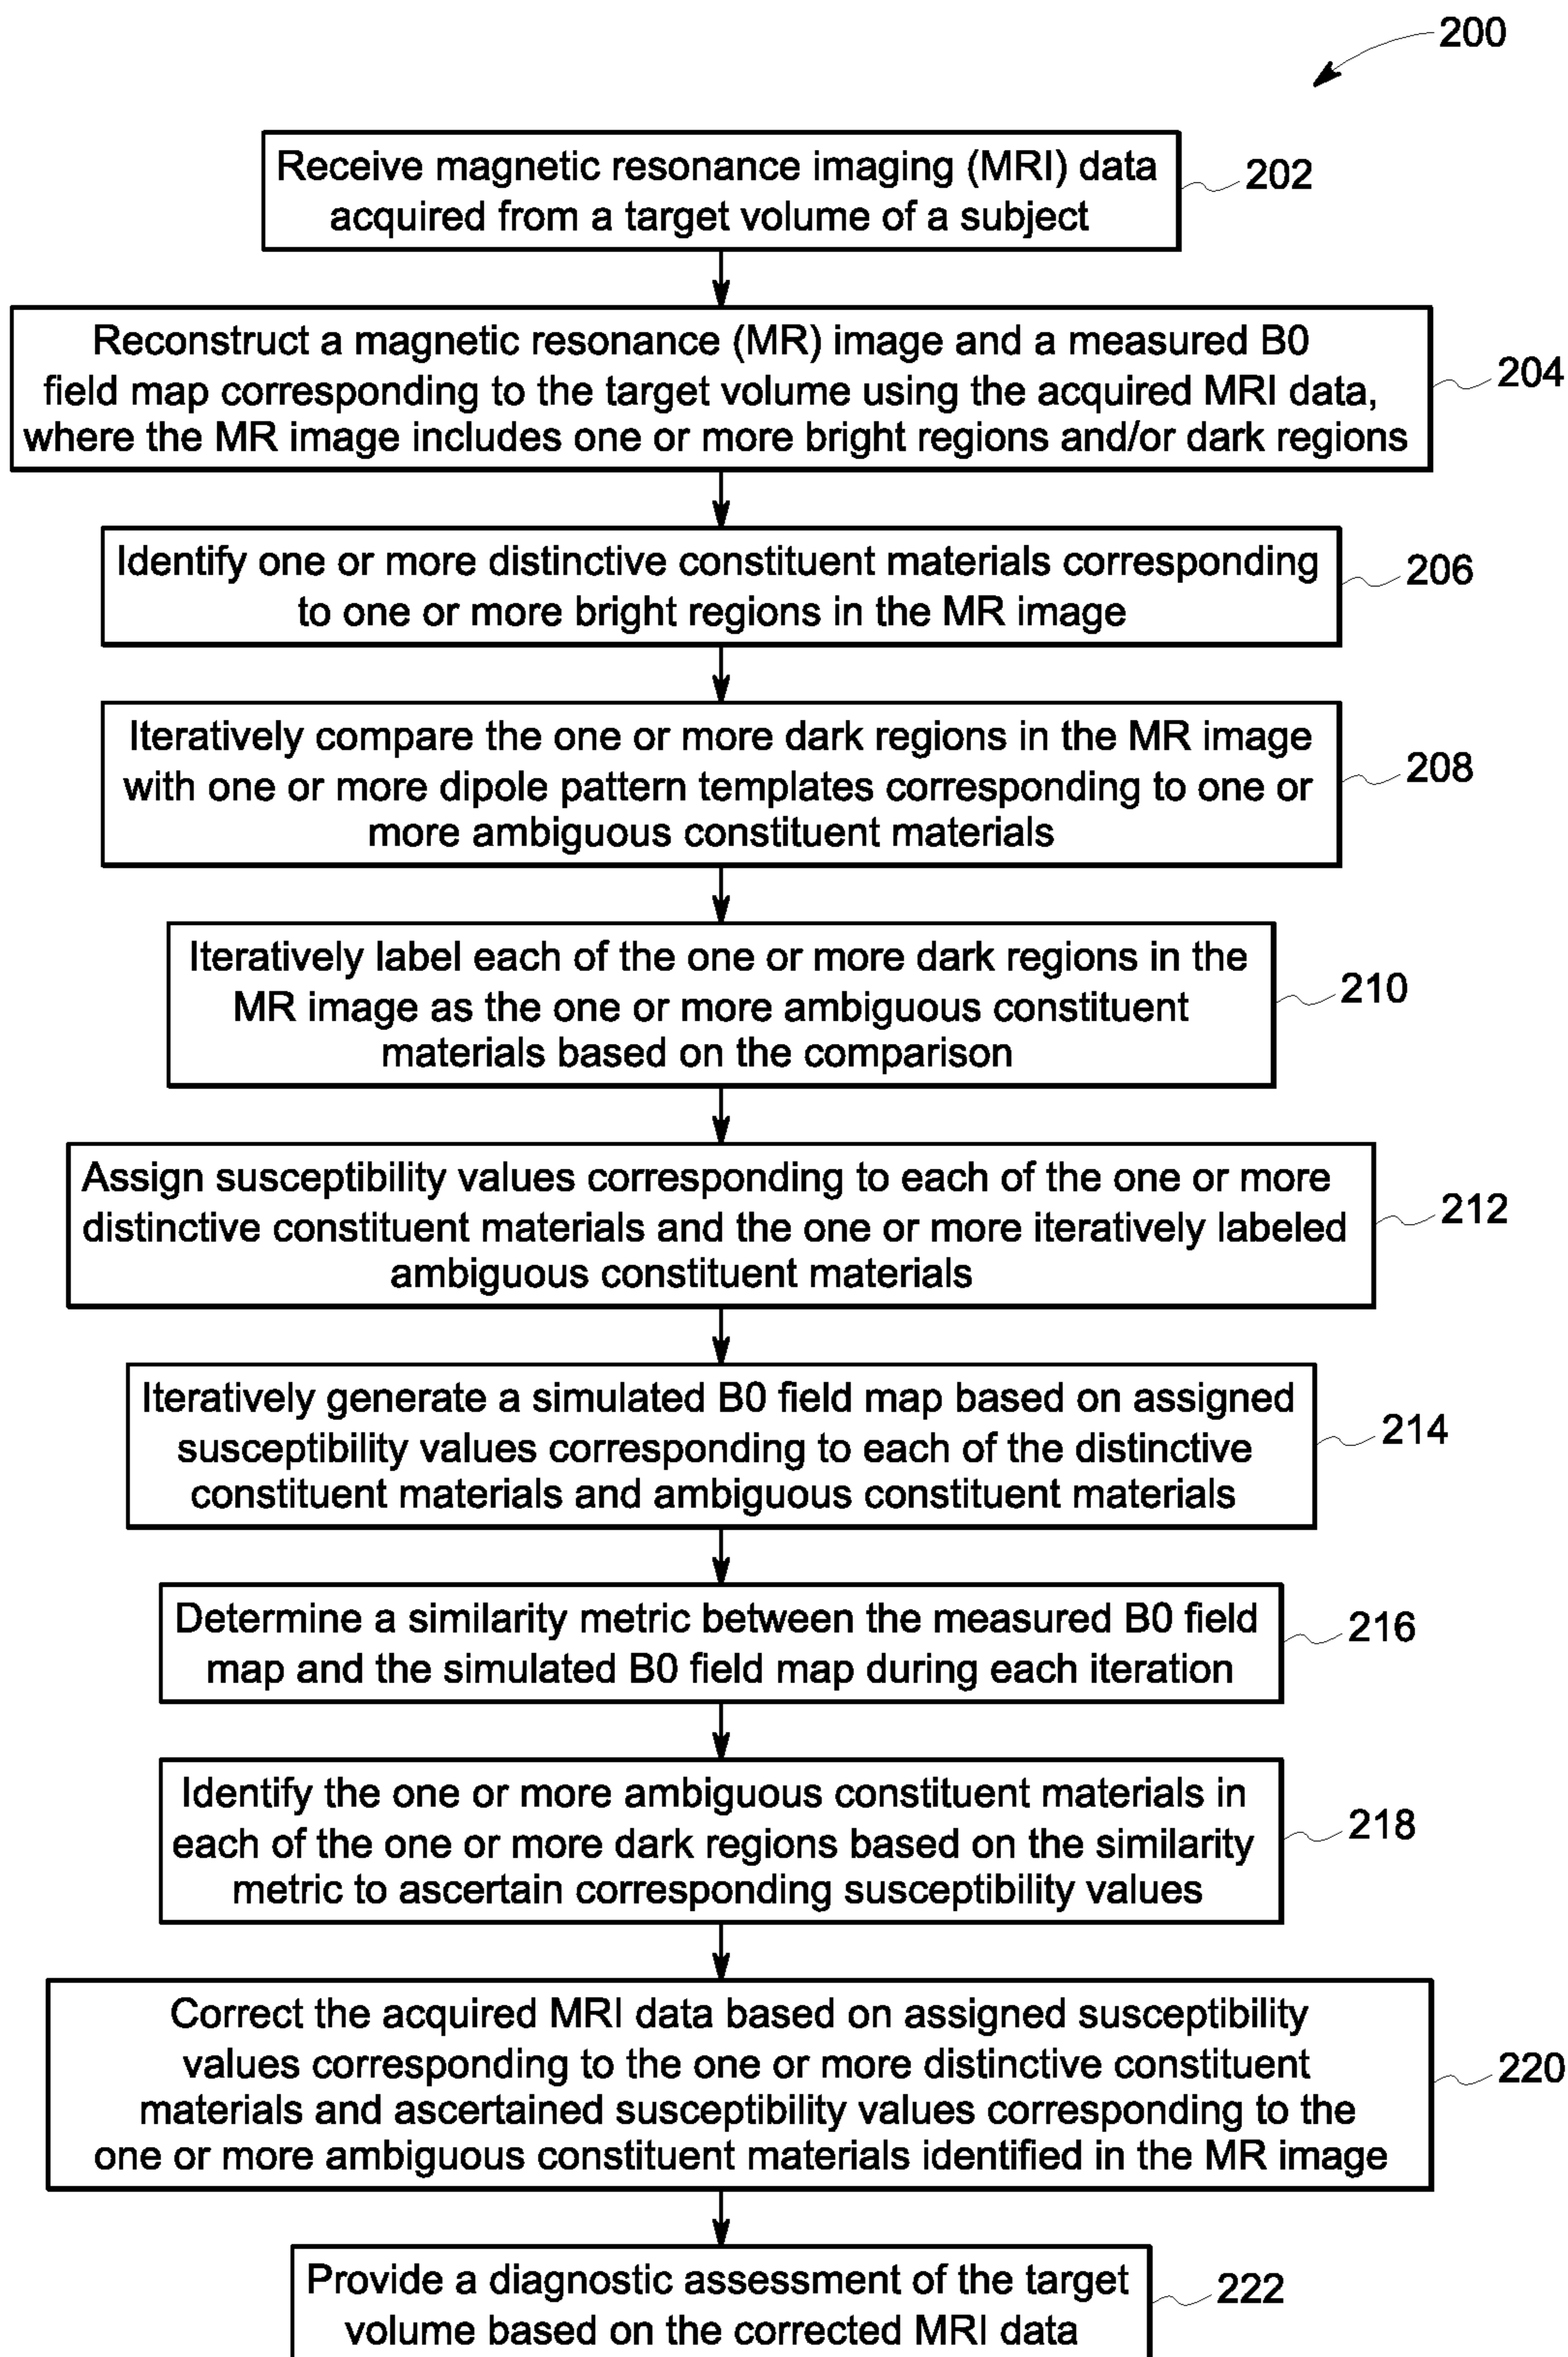 200
Receive magnetic resonance imaging (MRI) data
acquired from a target volume of a subject
202
Reconstruct a magnetic resonance (MR) image and a measured B0
field map corresponding to the target volume using the acquired MRI data,
where the MR image includes one or more bright regions and/or dark regions
204
Identify one or more distinctive constituent materials corresponding
to one or more bright regions in the MR image
206
Iteratively compare the one or more dark regions in the MR image
with one or more dipole pattern templates corresponding to one or
more ambiguous constituent materials
208
Iteratively label each of the one or more dark regions in the
MR image as the one or more ambiguous constituent
materials based on the comparison
210
Assign susceptibility values corresponding to each of the one or more
distinctive constituent materials and the one or more iteratively labeled
ambiguous constituent materials
212
Iteratively generate a simulated B0 field map based on assigned
susceptibility values corresponding to each of the distinctive
constituent materials and ambiguous constituent materials
214
Determine a similarity metric between the measured B0 field
map and the simulated B0 field map during each iteration
216
Identify the one or more ambiguous constituent materials in
each of the one or more dark regions based on the similarity
metric to ascertain corresponding susceptibility values
218
Correct the acquired MRI data based on assigned susceptibility
values corresponding to the one or more distinctive constituent
materials and ascertained susceptibility values corresponding to the
one or more ambiguous constituent materials identified in the MR image
220
Provide a diagnostic assessment of the target
volume based on the corrected MRI data
222